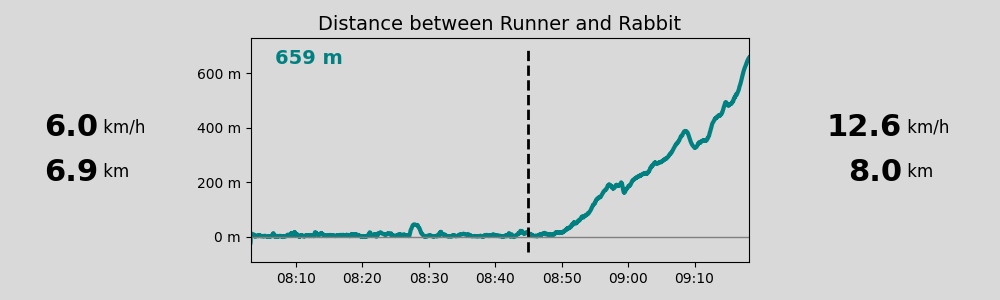 Distance between Runner and Rabbit
659 m
600 m
400 m
200 m
0 m
08:10 08:20 08:30 08:40 08:50 09:00 09:10
6.0 km/h
6.9 km
12.6 km/h
8.0 km